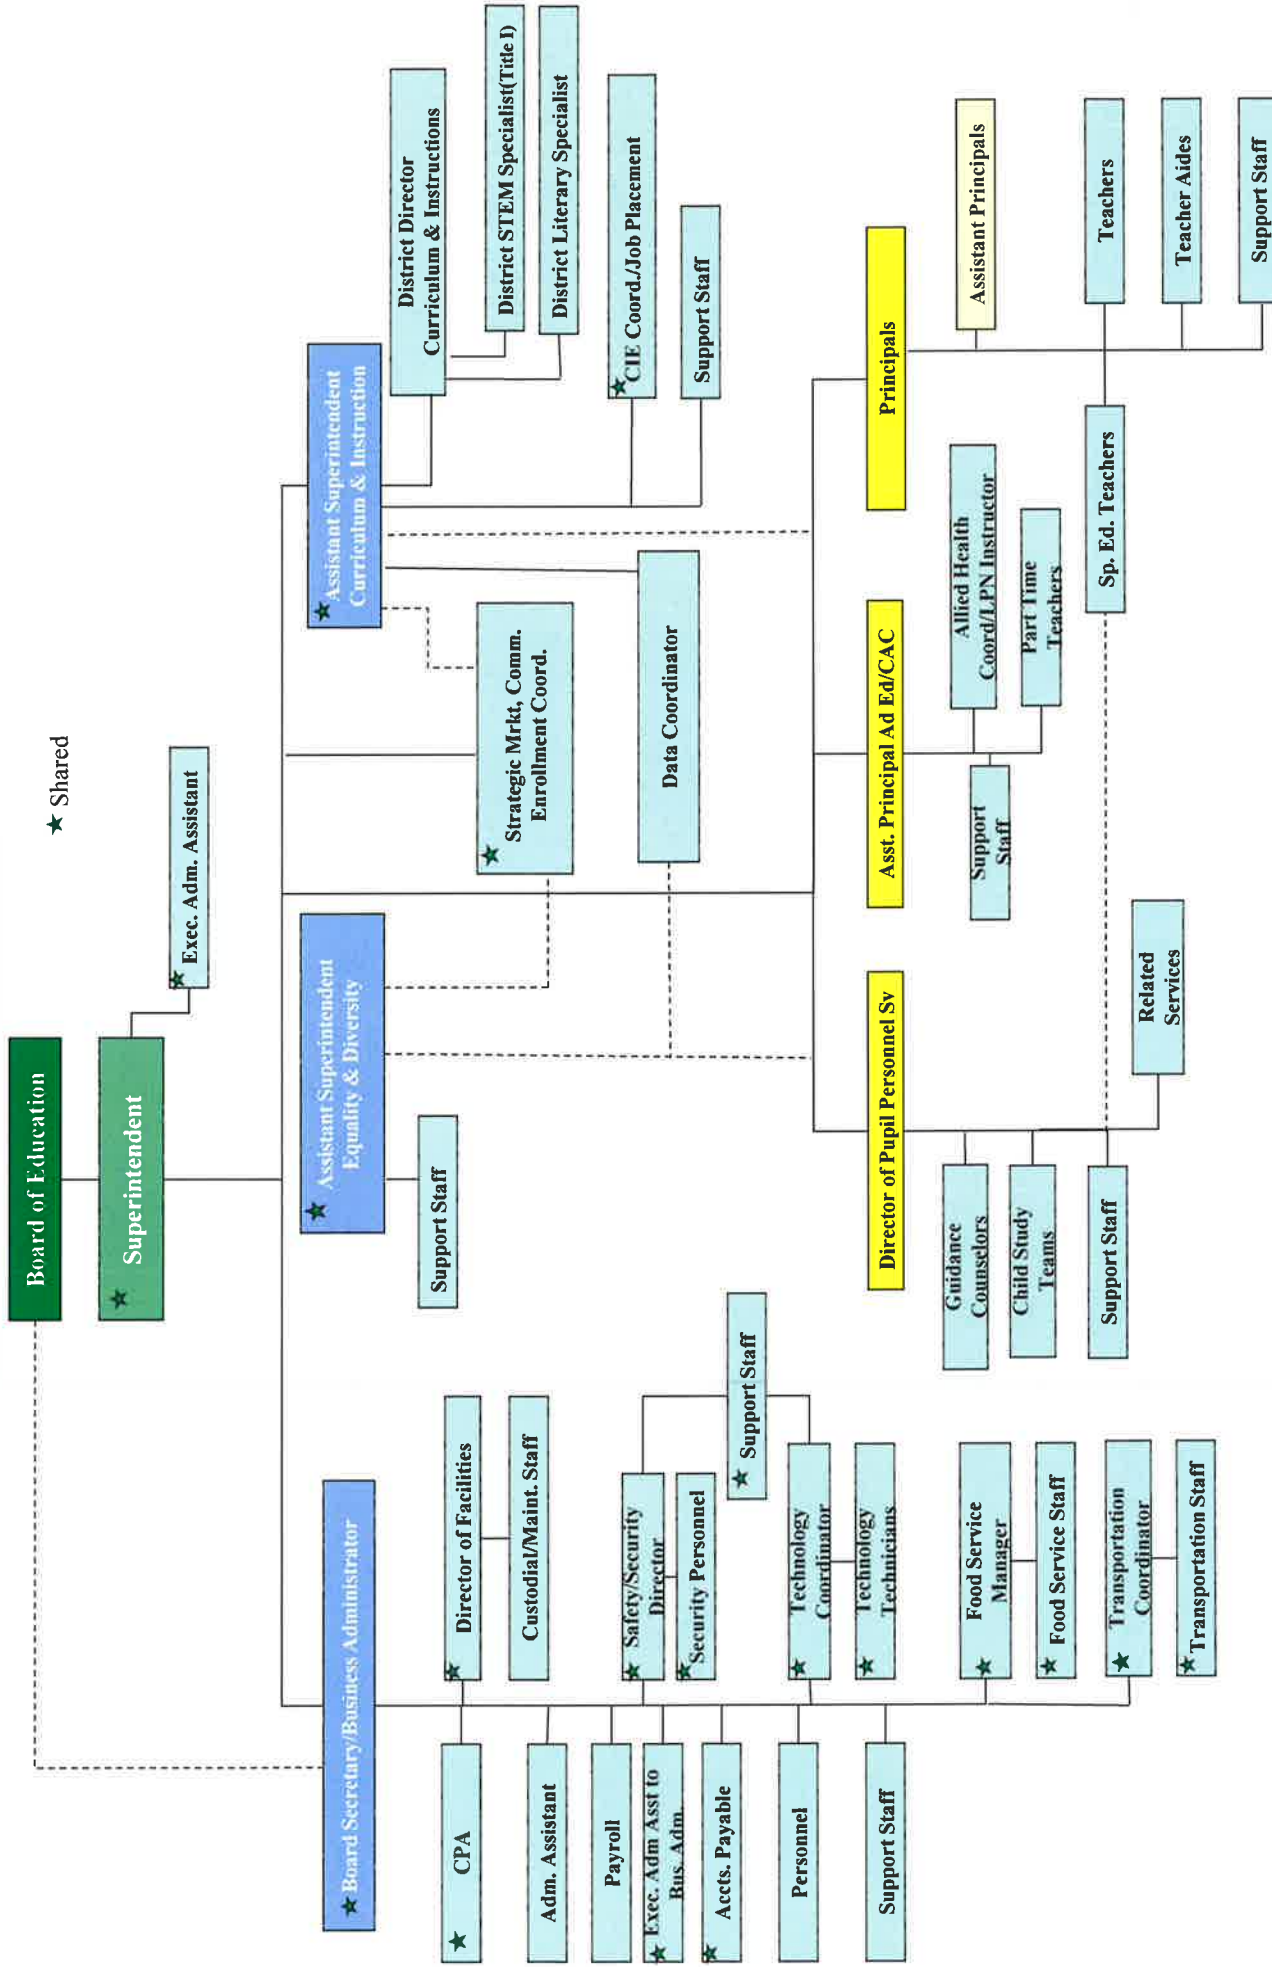 ★ Shared
Board of Education
★ Superintendent
★ Exec. Adm. Assistant
★ Board Secretary/Business Administrator
★ Assistant Superintendent
Equality & Diversity
★ Assistant Superintendent
Curriculum & Instruction
★ CPA
Adm. Assistant
Payroll
★ Exec. Adm Asst to
Bus. Adm.
★ Accts. Payable
Personnel
Support Staff
★ Director of Facilities
Custodial/Maint. Staff
★ Safety/Security
Director
★ Security Personnel
★ Support Staff
★ Technology
Coordinator
★ Technology
Technicians
★ Food Service
Manager
★ Food Service Staff
★ Transportation
Coordinator
★ Transportation Staff
Support Staff
★ Strategic Mrkt, Comm.
Enrollment Coord.
Data Coordinator
District Director
Curriculum & Instructions
District STEM Specialist(Title I)
District Literary Specialist
★ CIE Coord./Job Placement
Support Staff
Director of Pupil Personnel Sv
Guidance
Counselors
Child Study
Teams
Support Staff
Related
Services
Asst. Principal Ad Ed/CAC
Support
Staff
Allied Health
Coord/LPN Instructor
Part Time
Teachers
Principals
Assistant Principals
Sp. Ed. Teachers
Teachers
Teacher Aides
Support Staff